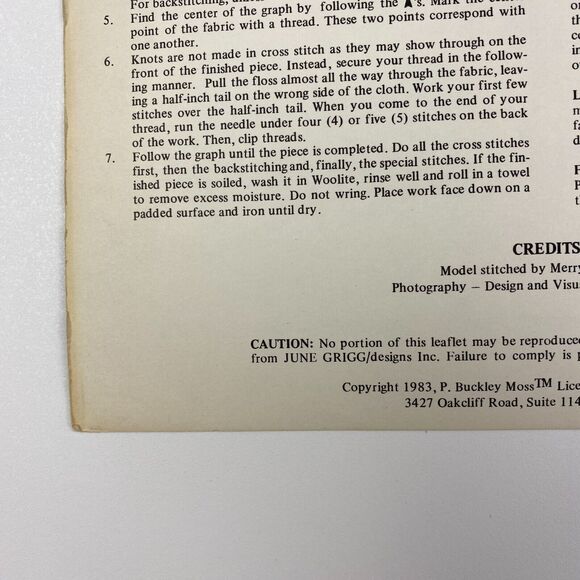 For backstitching,
5. Find the center of the graph by following the ▲'s. Mark the
point of the fabric with a thread. These two points correspond with
one another.
6. Knots are not made in cross stitch as they may show through on the
front of the finished piece. Instead, secure your thread in the follow-
ing manner. Pull the floss almost all the way through the fabric, leav-
ing a half-inch tail on the wrong side of the cloth. Work your first few
stitches over the half-inch tail. When you come to the end of your
thread, run the needle under four (4) or five (5) stitches on the back
of the work. Then, clip threads.
7. Follow the graph until the piece is completed. Do all the cross stitches
first, then the backstitching and, finally, the special stitches. If the fin-
ished piece is soiled, wash it in Woolite, rinse well and roll in a towel
to remove excess moisture. Do not wring. Place work face down on a
padded surface and iron until dry.
CREDITS
Model stitched by Merry
Photography – Design and Visu
CAUTION: No portion of this leaflet may be reproduced
from JUNE GRIGG/designs Inc. Failure to comply is p
Copyright 1983, P. Buckley Moss™ Lice
3427 Oakcliff Road, Suite 114